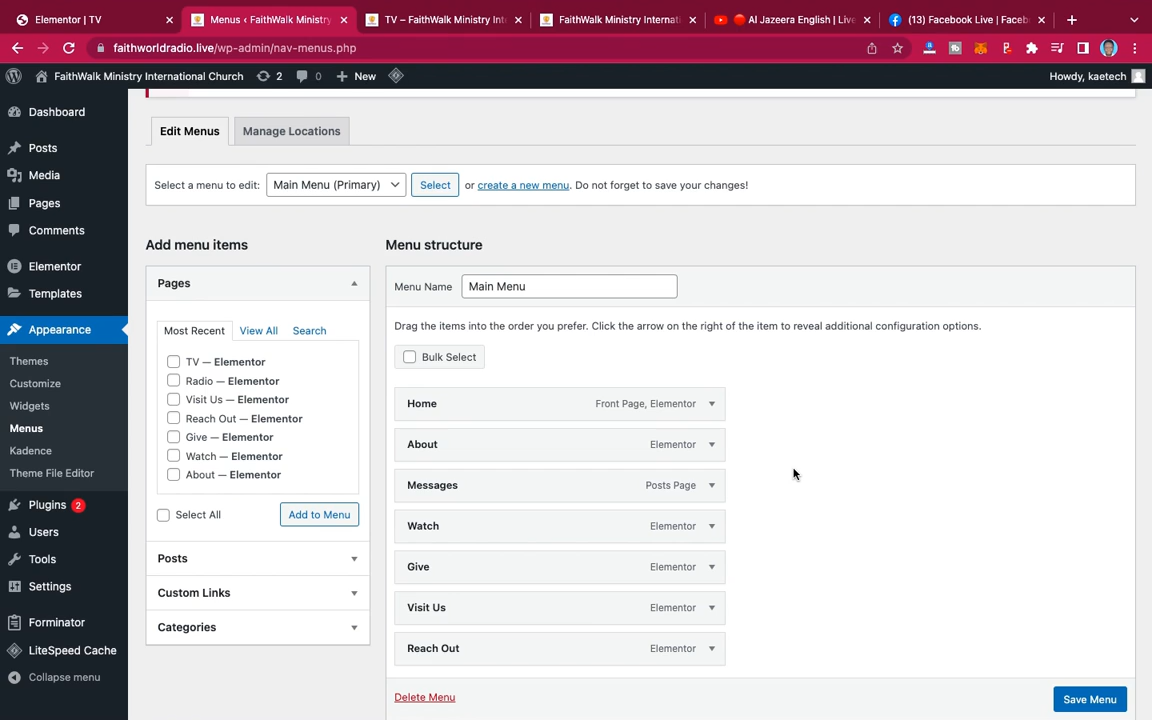 Elementor | TV
Menus ‹ FaithWalk Ministry
TV – FaithWalk Ministry Int
FaithWalk Ministry Internati
Al Jazeera English | Live
(13) Facebook Live | Faceb
faithworldradio.live/wp-admin/nav-menus.php
FaithWalk Ministry International Church
2
0
New
Howdy, kaetech
Dashboard
Posts
Media
Pages
Comments
Elementor
Templates
Appearance
Themes
Customize
Widgets
Menus
Kadence
Theme File Editor
Plugins 2
Users
Tools
Settings
Forminator
LiteSpeed Cache
Collapse menu
Edit Menus
Manage Locations
Select a menu to edit: Main Menu (Primary) Select or create a new menu. Do not forget to save your changes!
Add menu items
Pages
Most Recent View All Search
TV — Elementor
Radio — Elementor
Visit Us — Elementor
Reach Out — Elementor
Give — Elementor
Watch — Elementor
About — Elementor
Select All Add to Menu
Posts
Custom Links
Categories
Menu structure
Menu Name Main Menu
Drag the items into the order you prefer. Click the arrow on the right of the item to reveal additional configuration options.
Bulk Select
Home Front Page, Elementor
About Elementor
Messages Posts Page
Watch Elementor
Give Elementor
Visit Us Elementor
Reach Out Elementor
Delete Menu
Save Menu